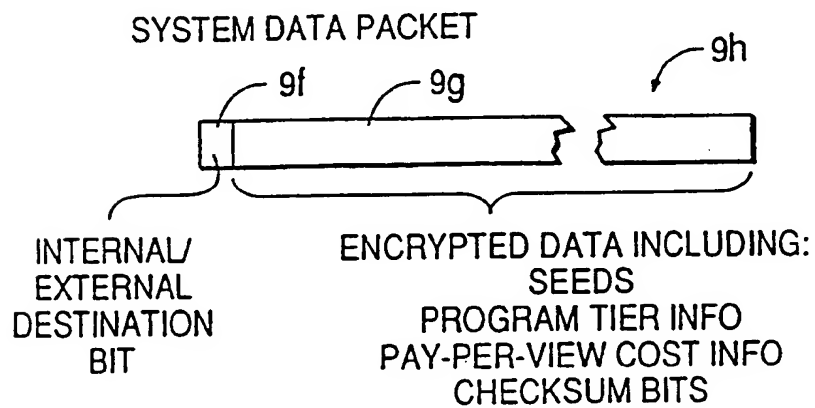 SYSTEM DATA PACKET
9f
9g
9h
INTERNAL/
EXTERNAL
DESTINATION
BIT
ENCRYPTED DATA INCLUDING:
SEEDS
PROGRAM TIER INFO
PAY-PER-VIEW COST INFO
CHECKSUM BITS